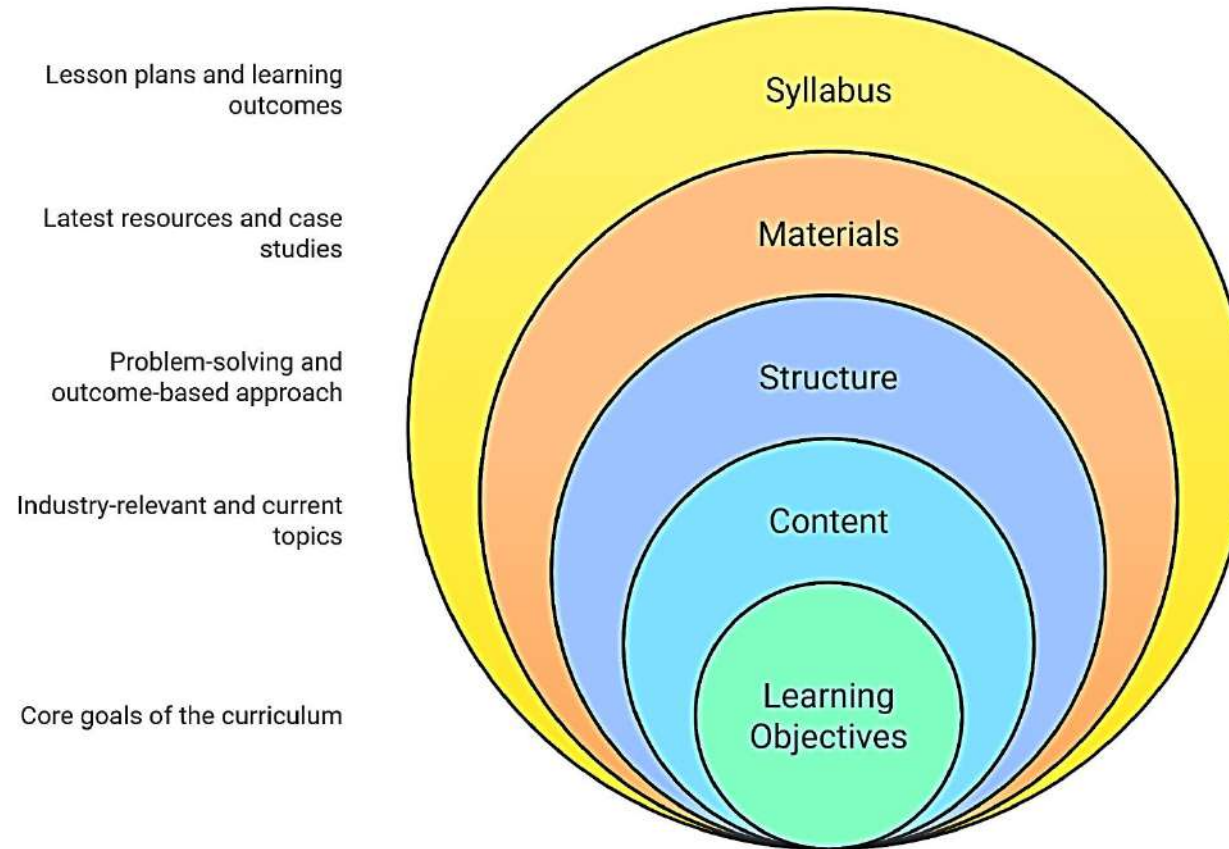 Lesson plans and learning
outcomes
Syllabus
Latest resources and case
studies
Materials
Problem-solving and
outcome-based approach
Structure
Industry-relevant and current
topics
Content
Core goals of the curriculum
Learning
Objectives